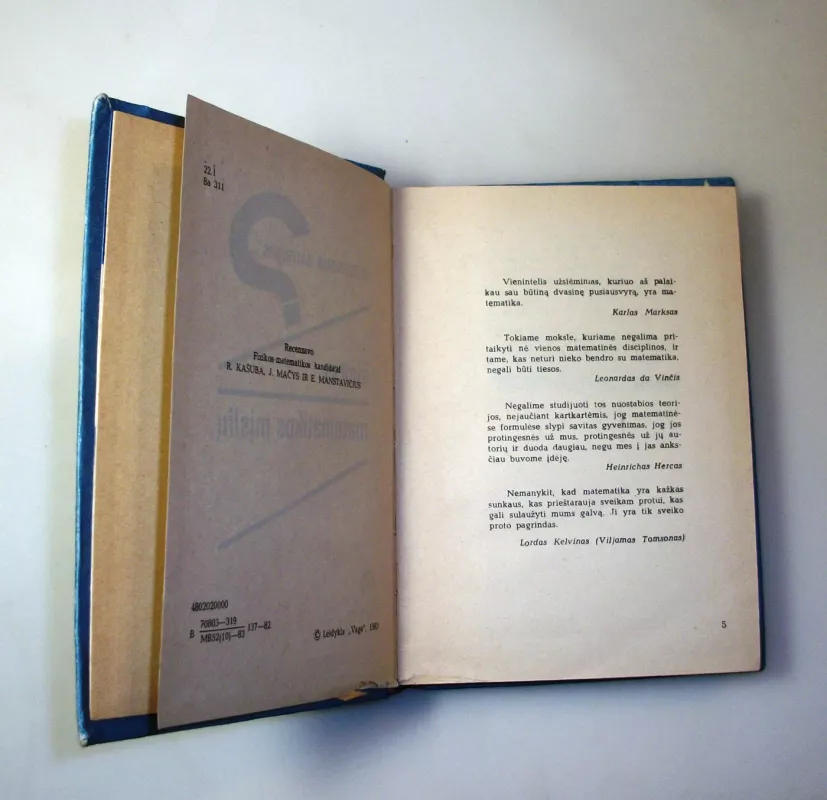 22.1
Ba 311
Recenzavo
Fizikos-matematikos kandidatai
R. KAŠUBA, J. MAČYS IR E. MANSTAVIČIUS
4802020000
B 70803—319 137—82
M852(10)—83
© Leidykla „Vaga“, 1983
Vienintelis užsiėmimas, kuriuo aš palai-
kau sau būtiną dvasinę pusiausvyrą, yra ma-
tematika.
Karlas Marksas
Tokiame moksle, kuriame negalima pri-
taikyti nė vienos matematinės disciplinos, ir
tame, kas neturi nieko bendro su matematika,
negali būti tiesos.
Leonardas da Vinčis
Negalime studijuoti tos nuostabios teori-
jos, nejaučiant kartkartėmis, jog matematinė-
se formulėse slypi savitas gyvenimas, jog jos
protingesnės už mus, protingesnės už jų au-
torių ir duoda daugiau, negu mes į jas anks-
čiau buvome įdėję.
Heinrichas Hercas
Nemanykit, kad matematika yra kažkas
sunkaus, kas prieštarauja sveikam protui, kas
gali sulaužyti mums galvą. Ji yra tik sveiko
proto pagrindas.
Lordas Kelvinas (Viljamas Tomsonas)
5
matematikos mįslių